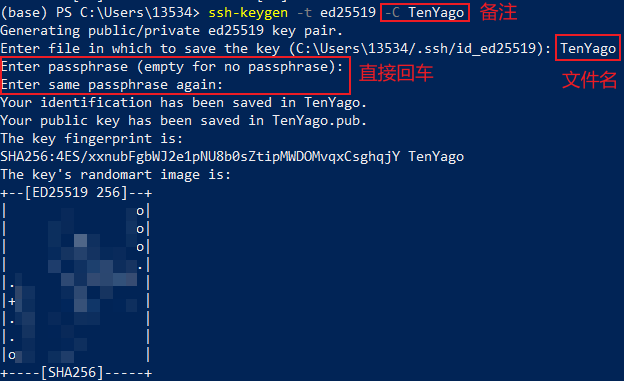 (base) PS C:\Users\13534> ssh-keygen -t ed25519 -C TenYago 备注
Generating public/private ed25519 key pair.
Enter file in which to save the key (C:\Users\13534/.ssh/id_ed25519): TenYago
文件名
Enter passphrase (empty for no passphrase):
Enter same passphrase again:
直接回车
Your identification has been saved in TenYago.
Your public key has been saved in TenYago.pub.
The key fingerprint is:
SHA256:4ES/xxnubFgbWJ2e1pNU8b0sZtipMWDOMvqxCsghqjY TenYago
The key's randomart image is:
+--[ED25519 256]--+
| o|
| o|
| o|
| .|
|. |
|+ |
|. |
|. |
|o |
+----[SHA256]-----+